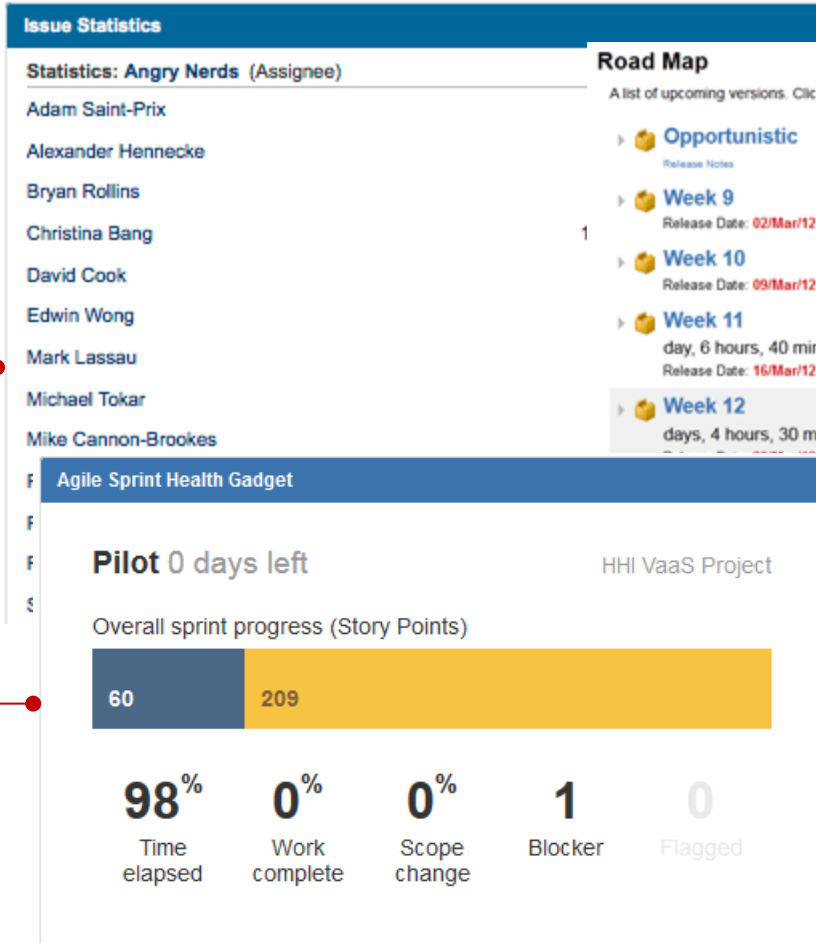 Issue Statistics
Statistics: Angry Nerds (Assignee)
Adam Saint-Prix
Alexander Hennecke
Bryan Rollins
Christina Bang
1
David Cook
Edwin Wong
Mark Lassau
Michael Tokar
Mike Cannon-Brookes
Road Map
A list of upcoming versions.
Opportunistic
Release Notes
Week 9
Release Date: 02/Mar/12
Week 10
Release Date: 09/Mar/12
Week 11
day, 6 hours, 40
Release Date: 16/Mar/12
Week 12
days, 4 hours, 30
Agile Sprint Health Gadget
Pilot 0 days left
HHI VaaS Project
Overall sprint progress (Story Points)
60 209
98% 0% 0% 1 0
Time Work Scope Blocker Flagged
elapsed complete change